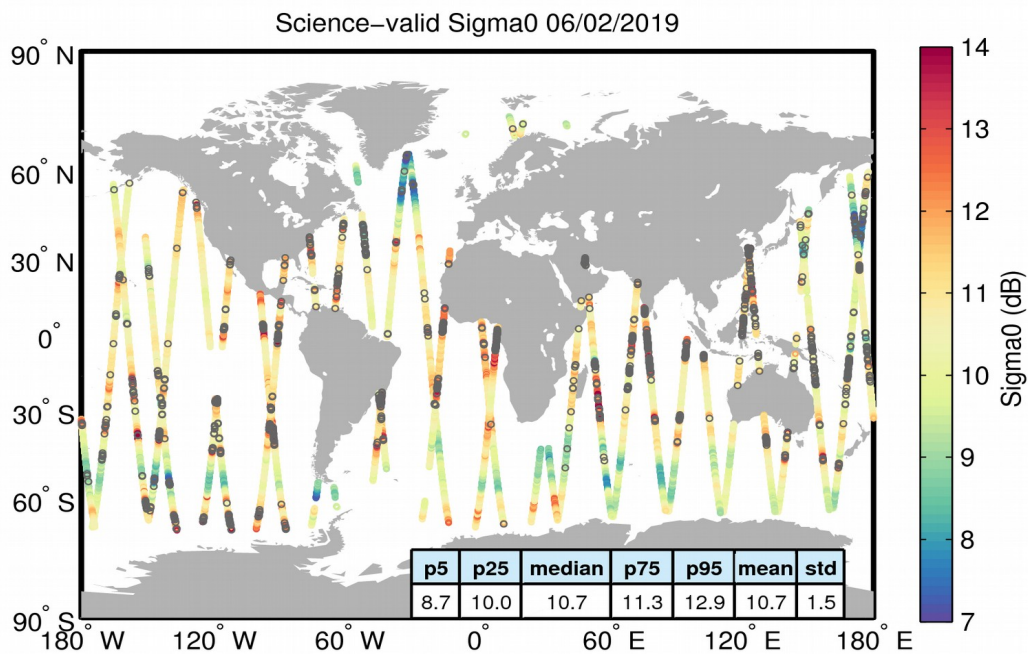 Science−valid Sigma0 06/02/2019
90° N
60° N
30° N
0°
30° S
60° S
90° S
180° W
120° W
60° W
0°
60° E
120° E
180° E
p5 p25 median p75 p95 mean std
8.7 10.0 10.7 11.3 12.9 10.7 1.5
14
13
12
11
10
9
8
7
Sigma0 (dB)